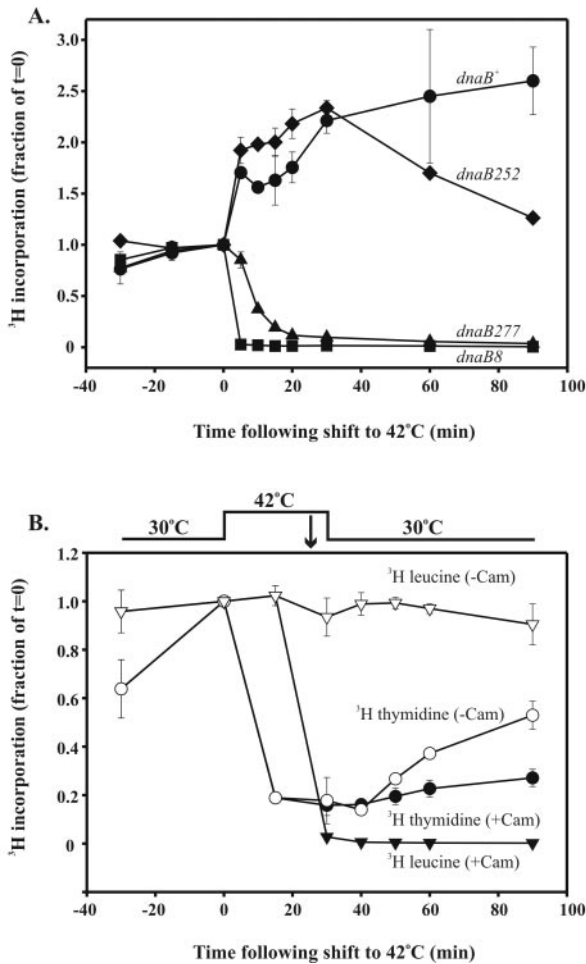 A.
³H incorporation (fraction of t=0)
3.0
2.5
2.0
1.5
1.0
0.5
0
dnaB⁺
dnaB252
dnaB277
dnaB8
-40 -20 0 20 40 60 80 100
Time following shift to 42°C (min)
B.
30°C 42°C 30°C
³H incorporation (fraction of t=0)
1.2
1.0
0.8
0.6
0.4
0.2
0
³H leucine (-Cam)
³H thymidine (-Cam)
³H thymidine (+Cam)
³H leucine (+Cam)
-40 -20 0 20 40 60 80 100
Time following shift to 42°C (min)